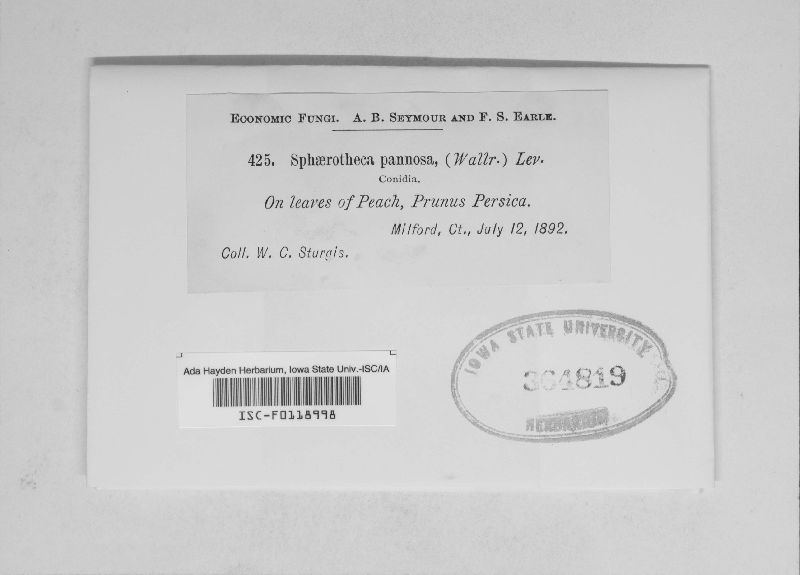 Economic Fungi. A. B. Seymour and F. S. Earle.
425. Sphærotheca pannosa, (Wallr.) Lev.
Conidia.
On leaves of Peach, Prunus Persica.
Milford, Ct., July 12, 1892.
Coll. W. C. Sturgis.
Ada Hayden Herbarium, Iowa State Univ.-ISC/IA
ISC-F0118998
IOWA STATE UNIVERSITY
364819
HERBARIUM